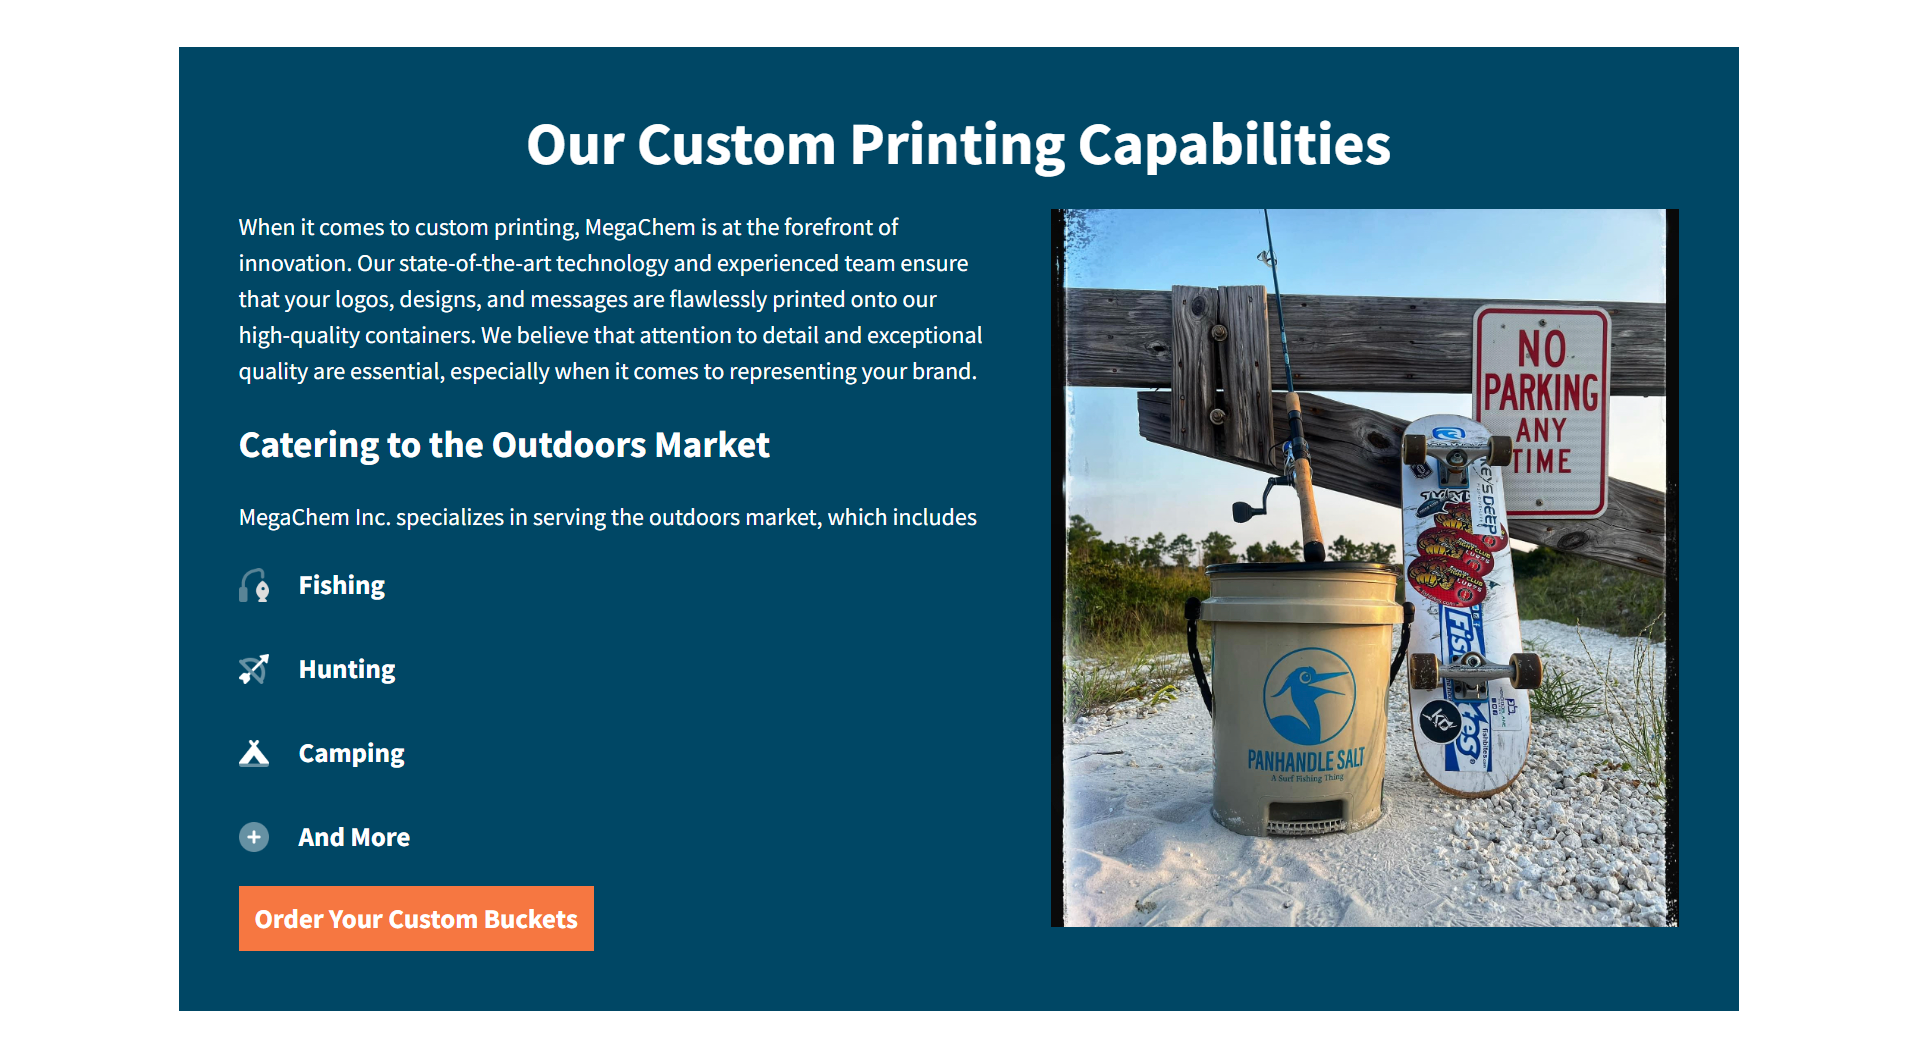 Our Custom Printing Capabilities
When it comes to custom printing, MegaChem is at the forefront of
innovation. Our state-of-the-art technology and experienced team ensure
that your logos, designs, and messages are flawlessly printed onto our
high-quality containers. We believe that attention to detail and exceptional
quality are essential, especially when it comes to representing your brand.
Catering to the Outdoors Market
MegaChem Inc. specializes in serving the outdoors market, which includes
Fishing
Hunting
Camping
And More
Order Your Custom Buckets
NO
PARKING
ANY
TIME
PANHANDLE SALT
A Surf Fishing Thing